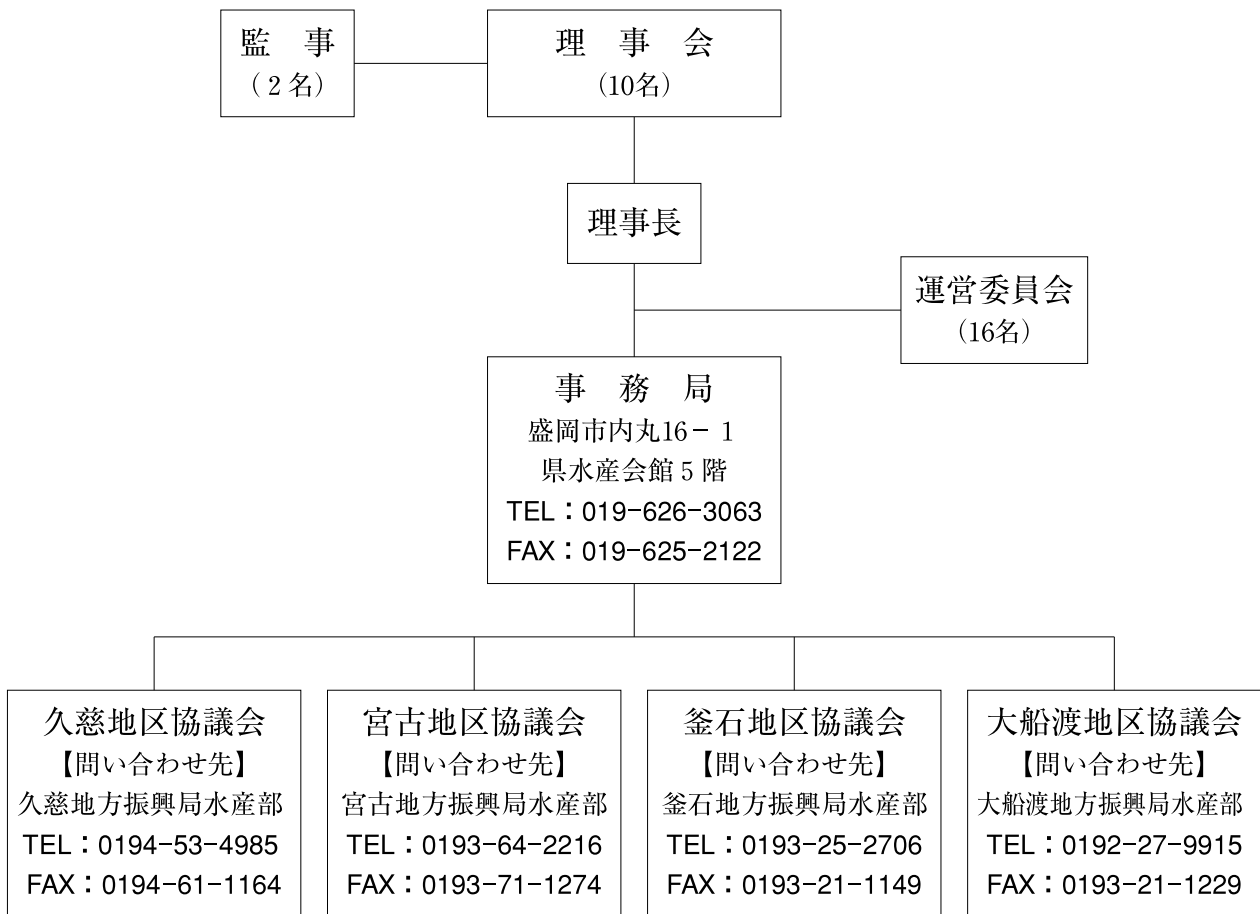 監　事
（2名）
理　事　会
（10名）
理事長
運営委員会
（16名）
事　務　局
盛岡市内丸16－1
県水産会館5階
TEL：019-626-3063
FAX：019-625-2122
久慈地区協議会
【問い合わせ先】
久慈地方振興局水産部
TEL：0194-53-4985
FAX：0194-61-1164
宮古地区協議会
【問い合わせ先】
宮古地方振興局水産部
TEL：0193-64-2216
FAX：0193-71-1274
釜石地区協議会
【問い合わせ先】
釜石地方振興局水産部
TEL：0193-25-2706
FAX：0193-21-1149
大船渡地区協議会
【問い合わせ先】
大船渡地方振興局水産部
TEL：0192-27-9915
FAX：0193-21-1229